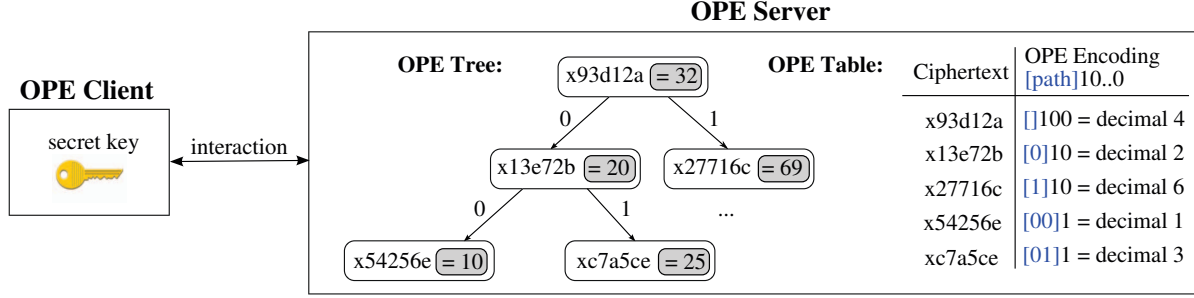 OPE Server
OPE Client
secret key
interaction
OPE Tree:
x93d12a = 32
0 1
x13e72b = 20 x27716c = 69
0 1 ...
x54256e = 10 xc7a5ce = 25
OPE Table:
Ciphertext OPE Encoding
[path]10..0
x93d12a []100 = decimal 4
x13e72b [0]10 = decimal 2
x27716c [1]10 = decimal 6
x54256e [00]1 = decimal 1
xc7a5ce [01]1 = decimal 3